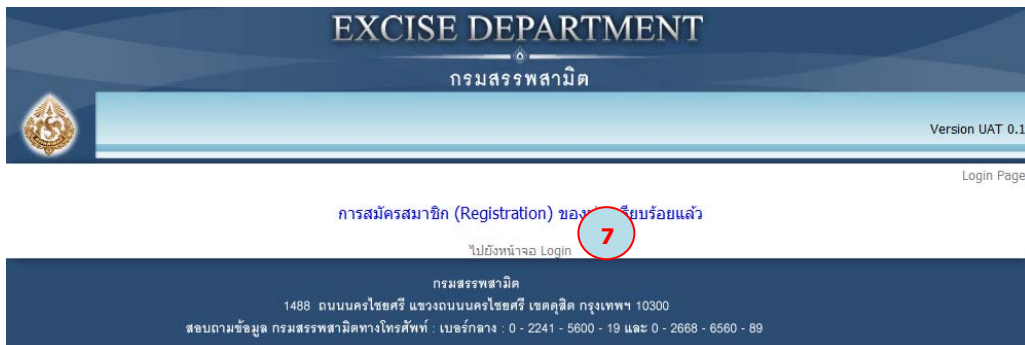 EXCISE DEPARTMENT
กรมสรรพสามิต
Version UAT 0.1
Login Page
การสมัครสมาชิก (Registration) ของ เรียบร้อยแล้ว
7
ไปยังหน้าจอ Login
กรมสรรพสามิต
1488 ถนนนครไชยศรี แขวงถนนนครไชยศรี เขตดุสิต กรุงเทพฯ 10300
สอบถามข้อมูล กรมสรรพสามิตทางโทรศัพท์ : เบอร์กลาง : 0 - 2241 - 5600 - 19 และ 0 - 2668 - 6560 - 89